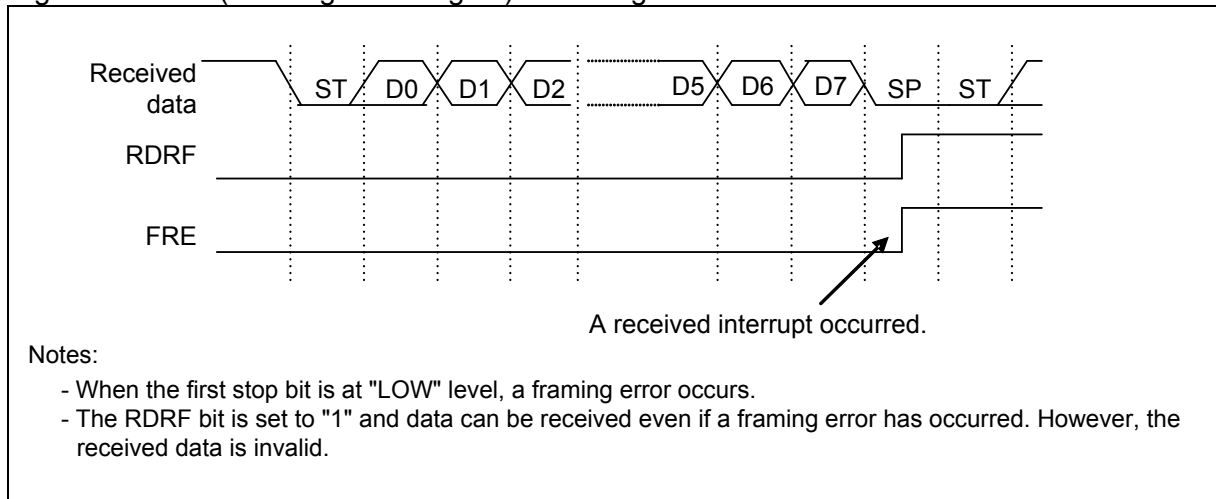 Received
data
ST D0 D1 D2 D5 D6 D7 SP ST
RDRF
FRE
A received interrupt occurred.
Notes:
- When the first stop bit is at "LOW" level, a framing error occurs.
- The RDRF bit is set to "1" and data can be received even if a framing error has occurred. However, the
received data is invalid.